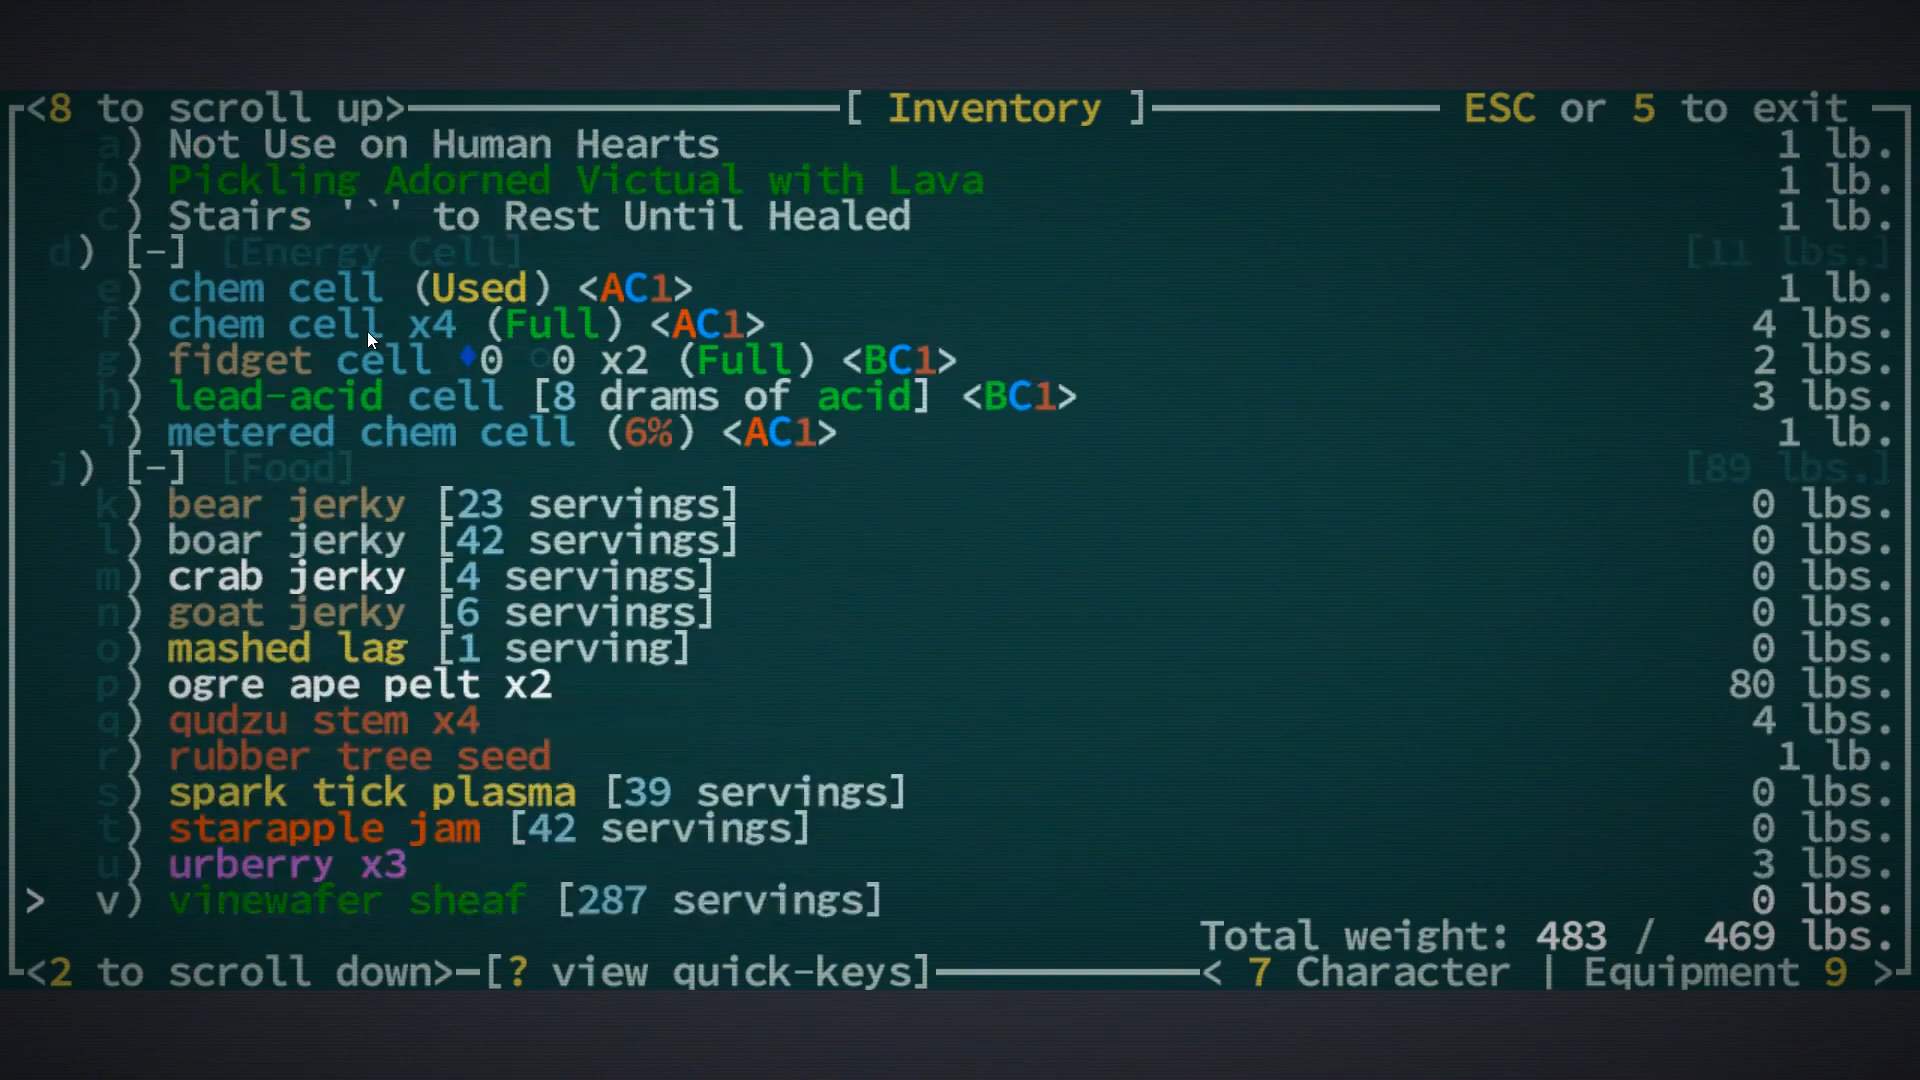 <8 to scroll up> [ Inventory ] ESC or 5 to exit
a) Not Use on Human Hearts 1 lb.
b) Pickling Adorned Victual with Lava 1 lb.
c) Stairs '`' to Rest Until Healed 1 lb.
d) [-] [Energy Cell] [11 lbs.]
e) chem cell (Used) <AC1> 1 lb.
f) chem cell x4 (Full) <AC1> 4 lbs.
g) fidget cell ♦0 ○0 x2 (Full) <BC1> 2 lbs.
h) lead-acid cell [8 drams of acid] <BC1> 3 lbs.
i) metered chem cell (6%) <AC1> 1 lb.
j) [-] [Food] [89 lbs.]
k) bear jerky [23 servings] 0 lbs.
l) boar jerky [42 servings] 0 lbs.
m) crab jerky [4 servings] 0 lbs.
n) goat jerky [6 servings] 0 lbs.
o) mashed lag [1 serving] 0 lbs.
p) ogre ape pelt x2 80 lbs.
q) qudzu stem x4 4 lbs.
r) rubber tree seed 1 lb.
s) spark tick plasma [39 servings] 0 lbs.
t) starapple jam [42 servings] 0 lbs.
u) urberry x3 3 lbs.
> v) vinewafer sheaf [287 servings] 0 lbs.
Total weight: 483 / 469 lbs.
<2 to scroll down> [? view quick-keys] < 7 Character | Equipment 9 >